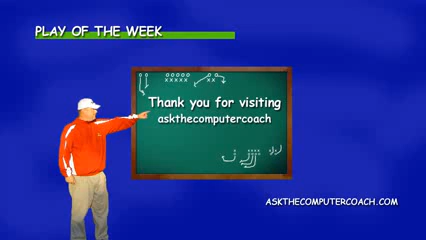 PLAY OF THE WEEK
Thank you for visiting
askthecomputercoach
ASKTHECOMPUTERCOACH.COM